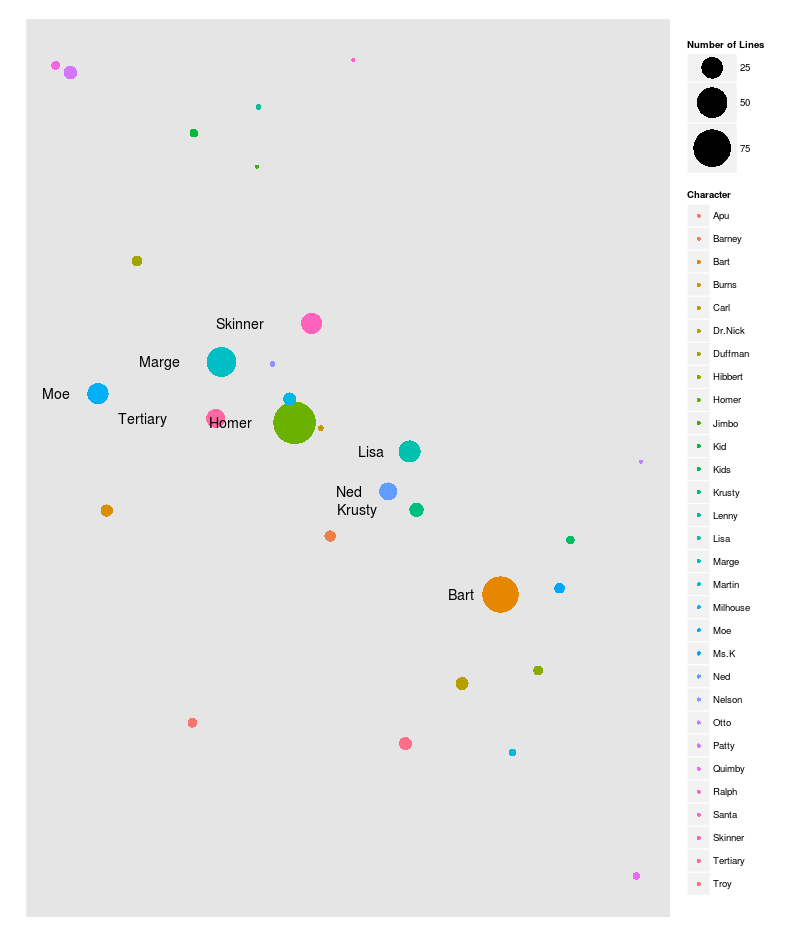 Number of Lines
25
50
75
Character
Apu
Barney
Bart
Burns
Carl
Dr.Nick
Duffman
Hibbert
Homer
Jimbo
Kid
Kids
Krusty
Lenny
Lisa
Marge
Martin
Milhouse
Moe
Ms.K
Ned
Nelson
Otto
Patty
Quimby
Ralph
Santa
Skinner
Tertiary
Troy
Skinner
Marge
Moe
Tertiary
Homer
Lisa
Ned
Krusty
Bart